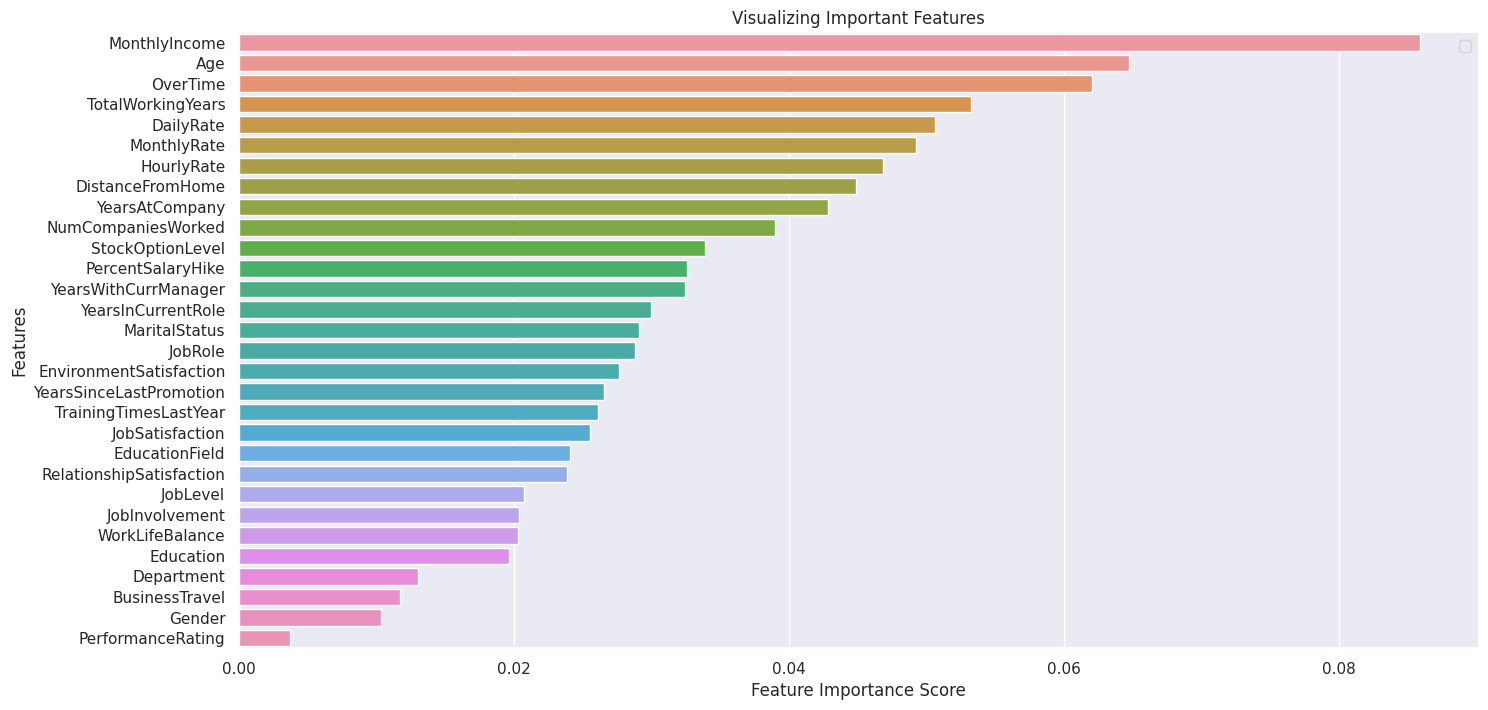 Visualizing Important Features
MonthlyIncome
Age
OverTime
TotalWorkingYears
DailyRate
MonthlyRate
HourlyRate
DistanceFromHome
YearsAtCompany
NumCompaniesWorked
StockOptionLevel
PercentSalaryHike
YearsWithCurrManager
YearsInCurrentRole
MaritalStatus
JobRole
EnvironmentSatisfaction
YearsSinceLastPromotion
TrainingTimesLastYear
JobSatisfaction
EducationField
RelationshipSatisfaction
JobLevel
JobInvolvement
WorkLifeBalance
Education
Department
BusinessTravel
Gender
PerformanceRating
Features
0.00 0.02 0.04 0.06 0.08
Feature Importance Score